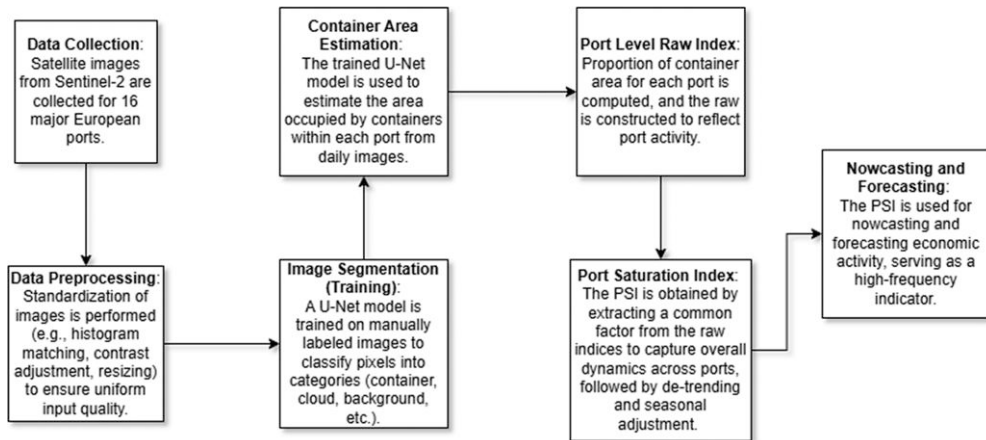 Data Collection:
Satellite images
from Sentinel-2 are
collected for 16
major European
ports.
Data Preprocessing:
Standardization of
images is performed
(e.g., histogram
matching, contrast
adjustment, resizing)
to ensure uniform
input quality.
Image Segmentation
(Training):
A U-Net model is
trained on manually
labeled images to
classify pixels into
categories (container,
cloud, background,
etc.).
Container Area
Estimation:
The trained U-Net
model is used to
estimate the area
occupied by containers
within each port from
daily images.
Port Level Raw Index:
Proportion of container
area for each port is
computed, and the raw
is constructed to reflect
port activity.
Port Saturation Index:
The PSI is obtained by
extracting a common
factor from the raw
indices to capture overall
dynamics across ports,
followed by de-trending
and seasonal
adjustment.
Nowcasting and
Forecasting:
The PSI is used for
nowcasting and
forecasting economic
activity, serving as a
high-frequency
indicator.